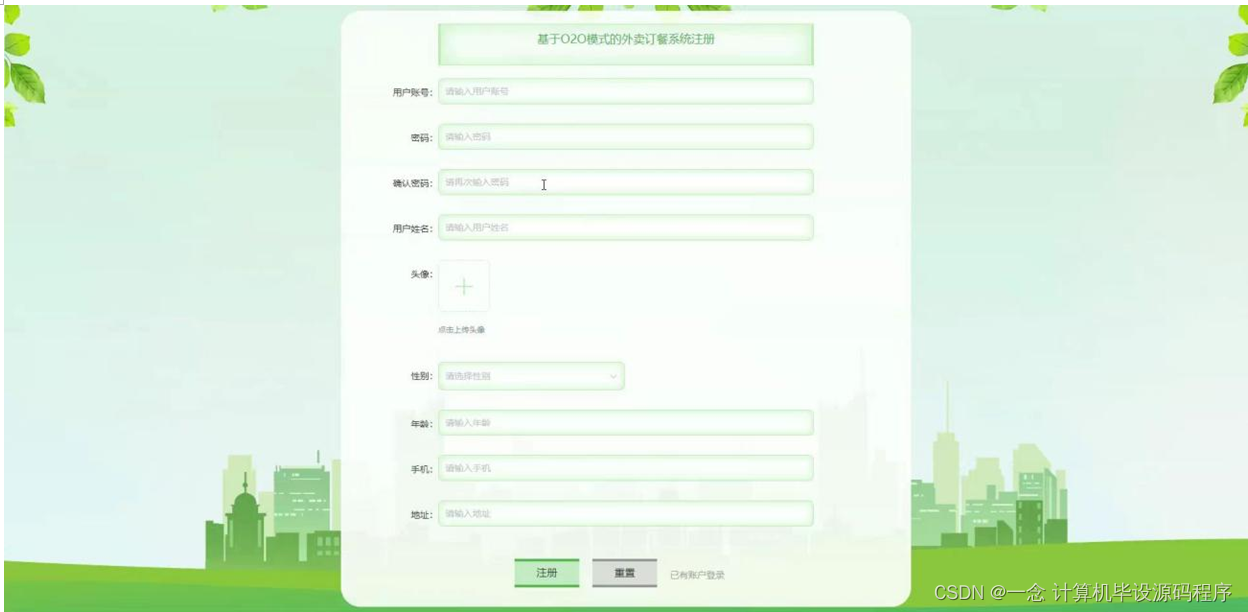 基于O2O模式的外卖订餐系统注册
用户账号: 请输入用户账号
密码: 请输入密码
确认密码: 请再次输入密码
用户姓名: 请输入用户姓名
头像:
点击上传头像
性别: 请选择性别
年龄: 请输入年龄
手机: 请输入手机
地址: 请输入地址
注册 重置 已有账户登录
CSDN @一念 计算机毕设源码程序